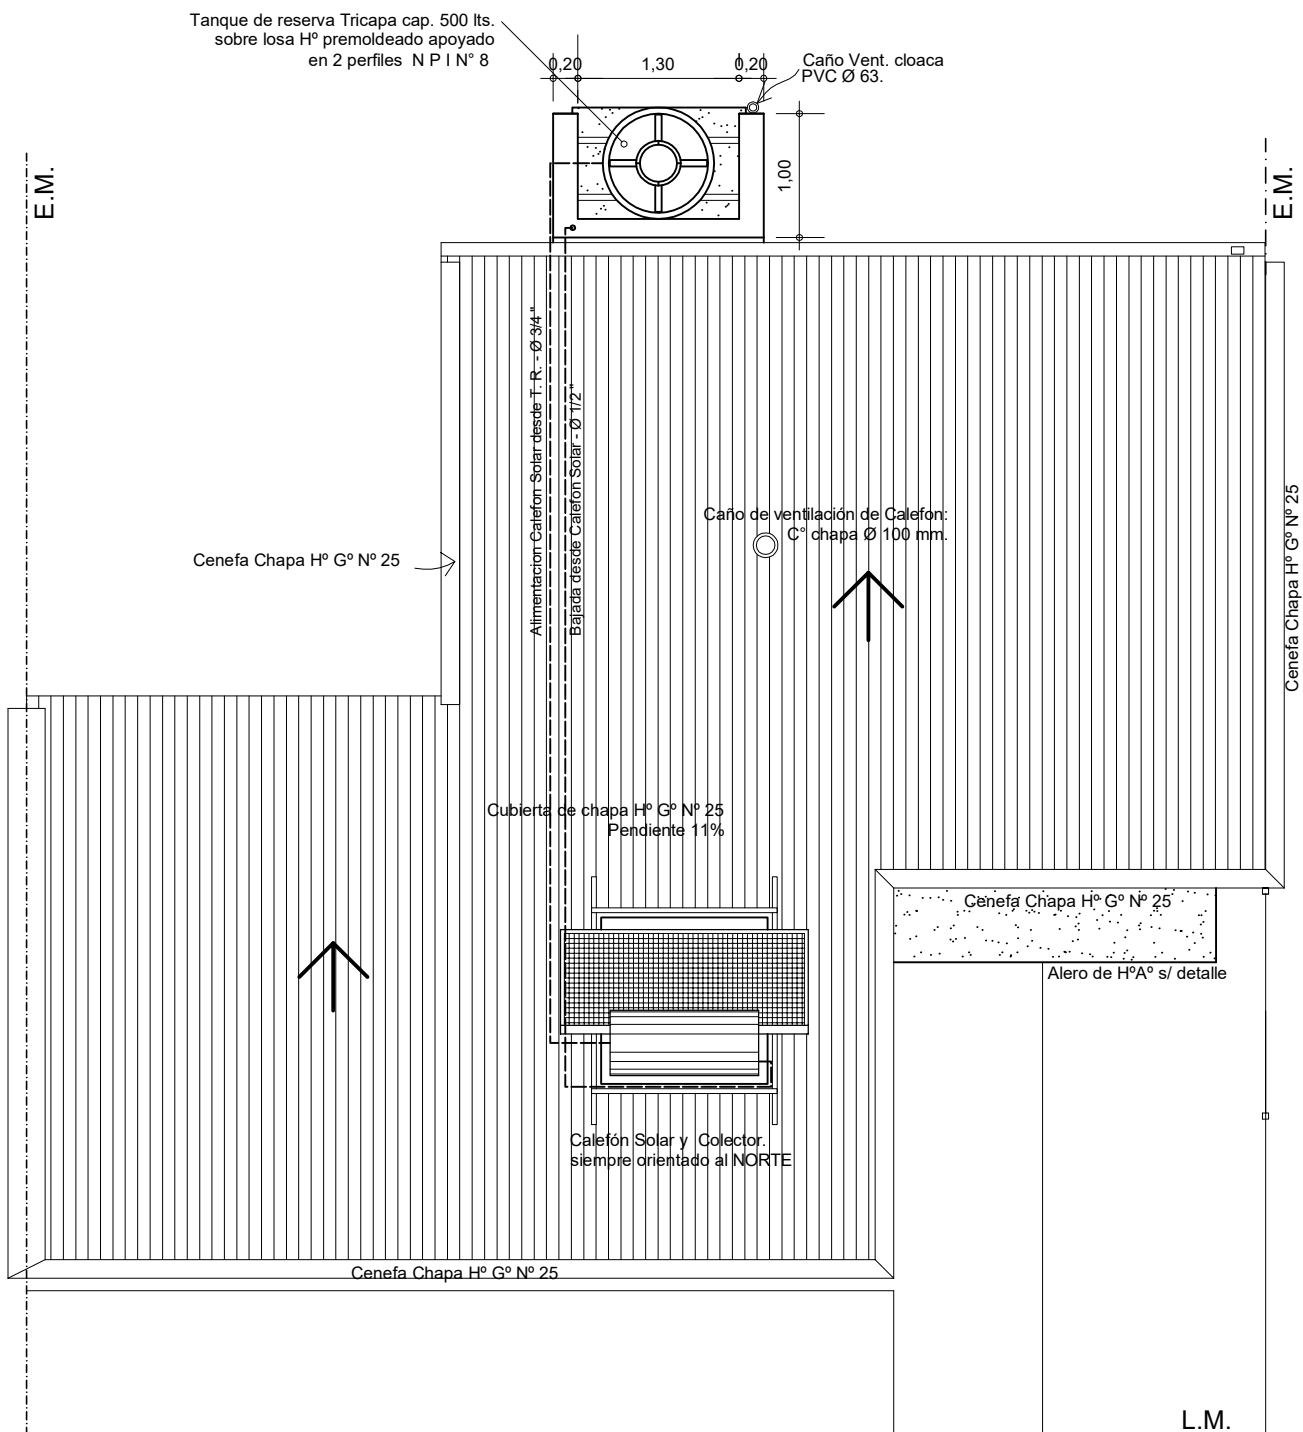 Tanque de reserva Tricapa cap. 500 lts.
sobre losa Hº premoldeado apoyado
en 2 perfiles N P I N° 8
0,20
1,30
0,20
Caño Vent. cloaca
PVC Ø 63.
1,00
E.M.
E.M.
Alimentacion Calefon Solar desde T. R. - Ø 3/4 "
Bajada desde Calefon Solar - Ø 1/2 "
Caño de ventilación de Calefon:
C° chapa Ø 100 mm.
Cenefa Chapa Hº Gº Nº 25
Cenefa Chapa Hº Gº Nº 25
Cubierta de chapa Hº Gº Nº 25
Pendiente 11%
Cenefa Chapa Hº Gº Nº 25
Alero de HºAº s/ detalle
Calefón Solar y Colector.
siempre orientado al NORTE
Cenefa Chapa Hº Gº Nº 25
L.M.